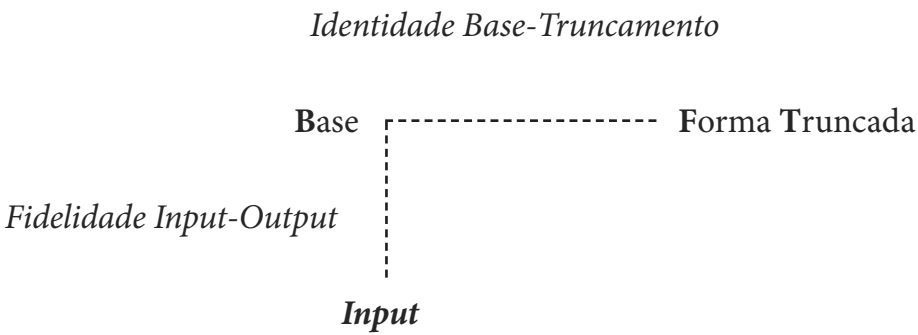 Identidade Base-Truncamento
Base Forma Truncada
Fidelidade Input-Output
Input